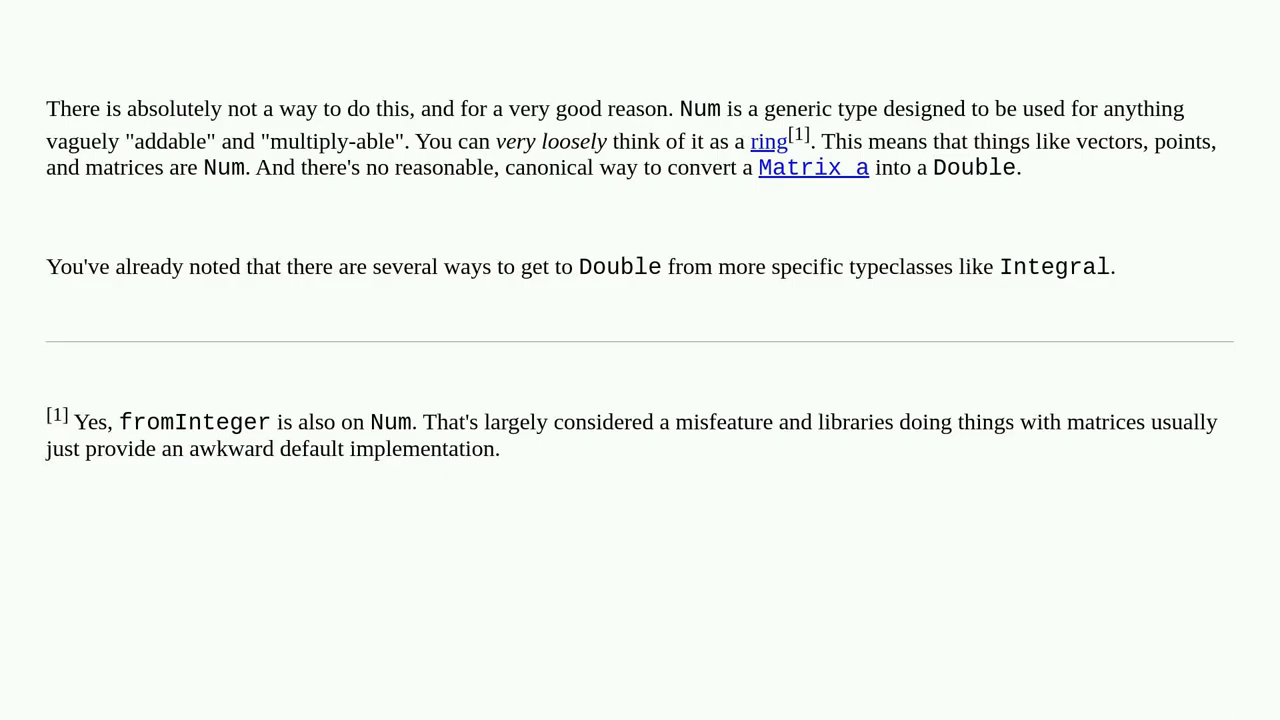 There is absolutely not a way to do this, and for a very good reason. Num is a generic type designed to be used for anything
vaguely "addable" and "multiply-able". You can very loosely think of it as a ring[1]. This means that things like vectors, points,
and matrices are Num. And there's no reasonable, canonical way to convert a Matrix a into a Double.
You've already noted that there are several ways to get to Double from more specific typeclasses like Integral.
[1] Yes, fromInteger is also on Num. That's largely considered a misfeature and libraries doing things with matrices usually
just provide an awkward default implementation.